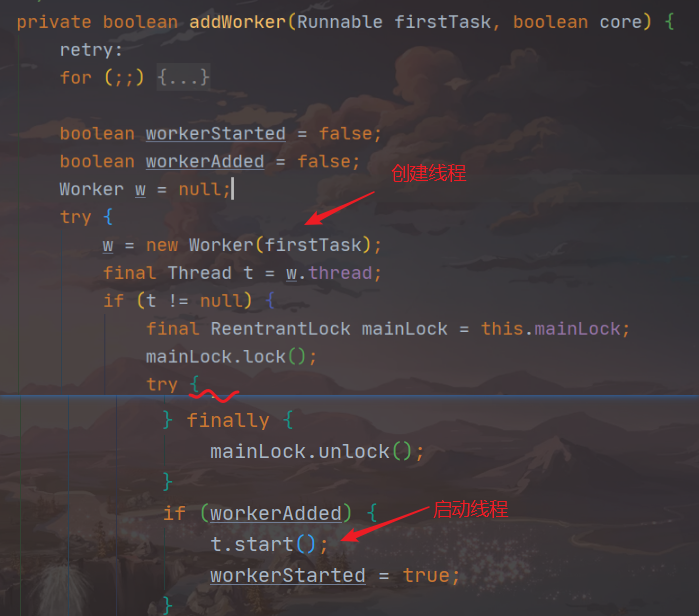 private boolean addWorker(Runnable firstTask, boolean core) {
retry:
for (;;) {...}
boolean workerStarted = false;
boolean workerAdded = false;
创建线程
Worker w = null;
try {
w = new Worker(firstTask);
final Thread t = w.thread;
if (t != null) {
final ReentrantLock mainLock = this.mainLock;
mainLock.lock();
try {
} finally {
mainLock.unlock();
}
if (workerAdded) {
启动线程
t.start();
workerStarted = true;
}